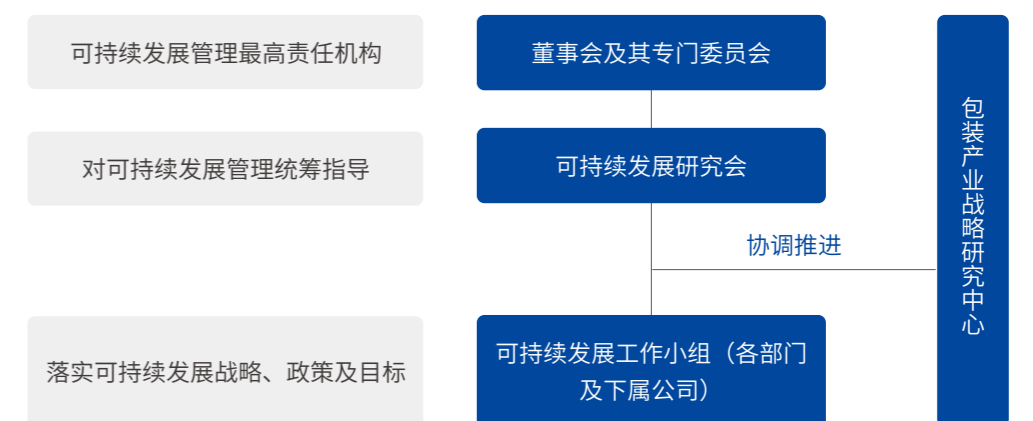 可持续发展管理最高责任机构
董事会及其专门委员会
对可持续发展管理统筹指导
可持续发展研究会
协调推进
包装产业战略研究中心
落实可持续发展战略、政策及目标
可持续发展工作小组（各部门
及下属公司）